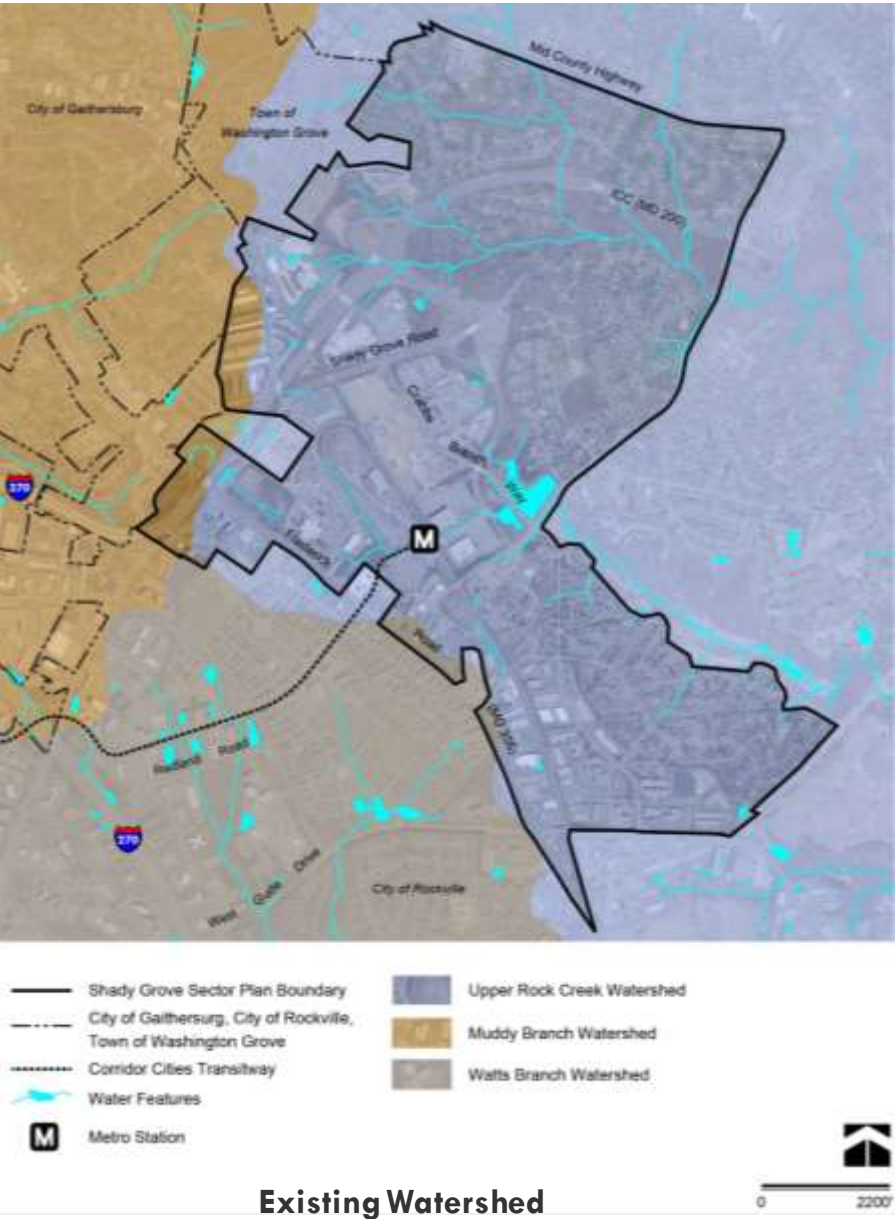 Mid County Highway
City of Gaithersburg
Town of
Washington Grove
ICC (MD 200)
Shady Grove Road
Crabbs
Branch
Way
270
M
Frederick
Road
(MD 355)
Redland Road
270
West Gude Drive
City of Rockville
Shady Grove Sector Plan Boundary
Upper Rock Creek Watershed
City of Gaithersurg, City of Rockville,
Town of Washington Grove
Muddy Branch Watershed
Corridor Cities Transitway
Watts Branch Watershed
Water Features
M
Metro Station
Existing Watershed
0 2200'